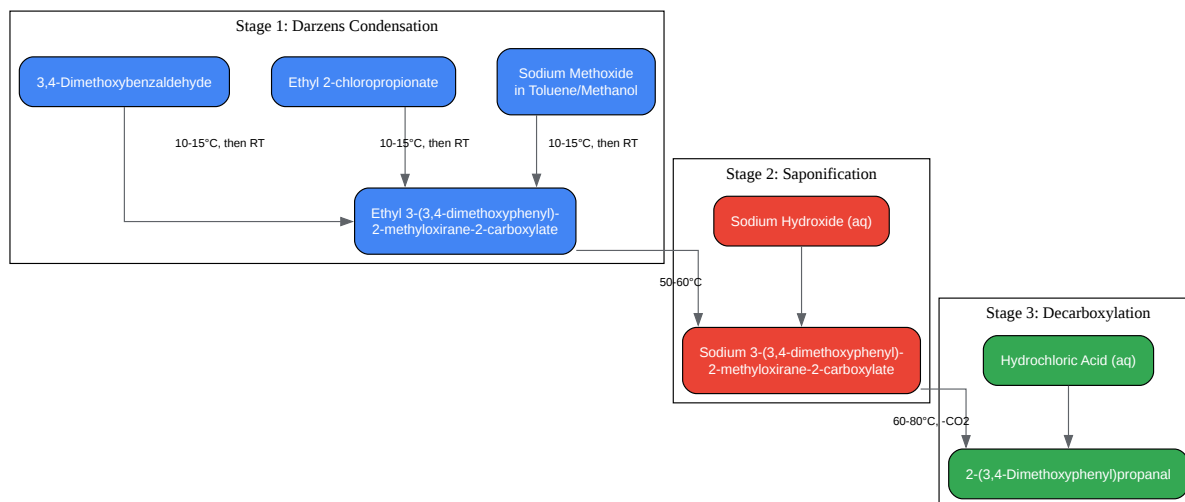 Stage 1: Darzens Condensation
3,4-Dimethoxybenzaldehyde
Ethyl 2-chloropropionate
Sodium Methoxide
in Toluene/Methanol
10-15°C, then RT
10-15°C, then RT
10-15°C, then RT
Ethyl 3-(3,4-dimethoxyphenyl)-
2-methyloxirane-2-carboxylate
Stage 2: Saponification
Sodium Hydroxide (aq)
50-60°C
Sodium 3-(3,4-dimethoxyphenyl)-
2-methyloxirane-2-carboxylate
Stage 3: Decarboxylation
Hydrochloric Acid (aq)
60-80°C, -CO2
2-(3,4-Dimethoxyphenyl)propanal